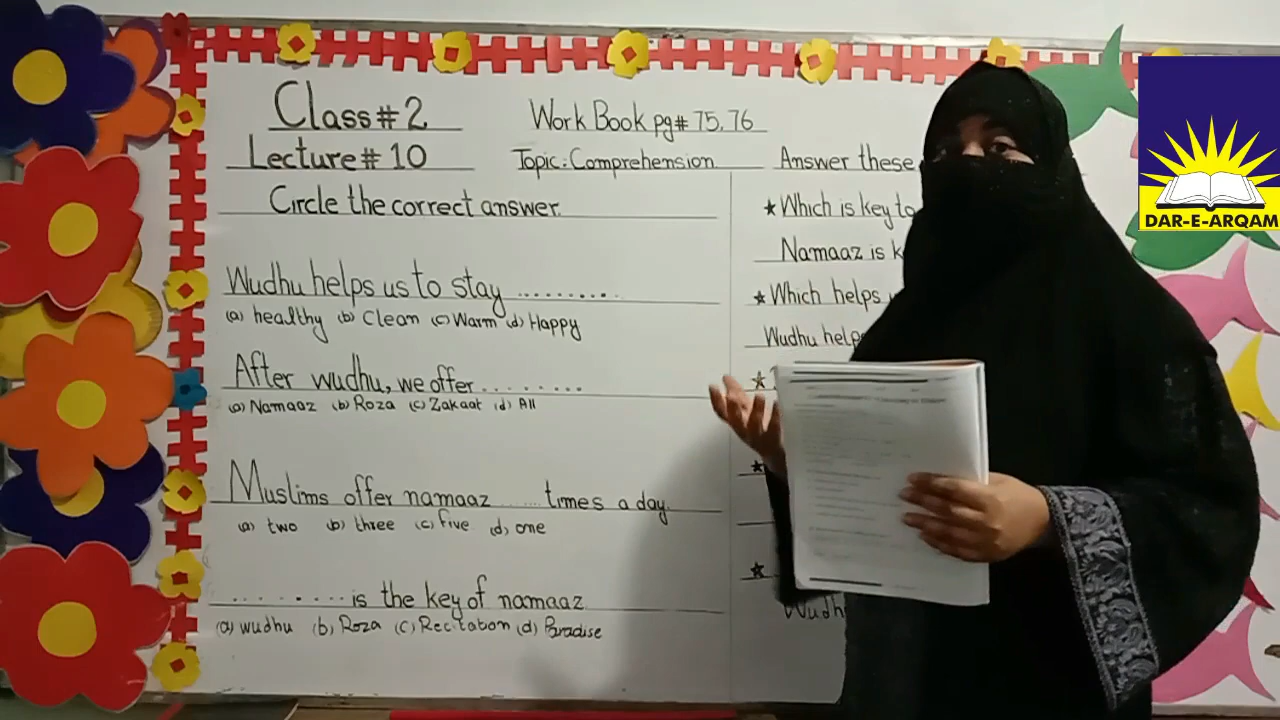 Class # 2
Work Book pg# 75, 76
Lecture # 10
Topic: Comprehension
Circle the correct answer.
Wudhu helps us to stay ..........
(a) healthy (b) Clean (c) Warm (d) Happy
After wudhu, we offer ........
(a) Namaaz (b) Roza (c) Zakaat (d) All
Muslims offer namaaz ...... times a day.
(a) two (b) three (c) five (d) one
......... is the key of namaaz
(a) wudhu (b) Roza (c) Recitation (d) Paradise
Answer these
★ Which is key to
Namaaz is
★ Which helps
Wudhu help
★
★
★
Wudh
DAR-E-ARQAM